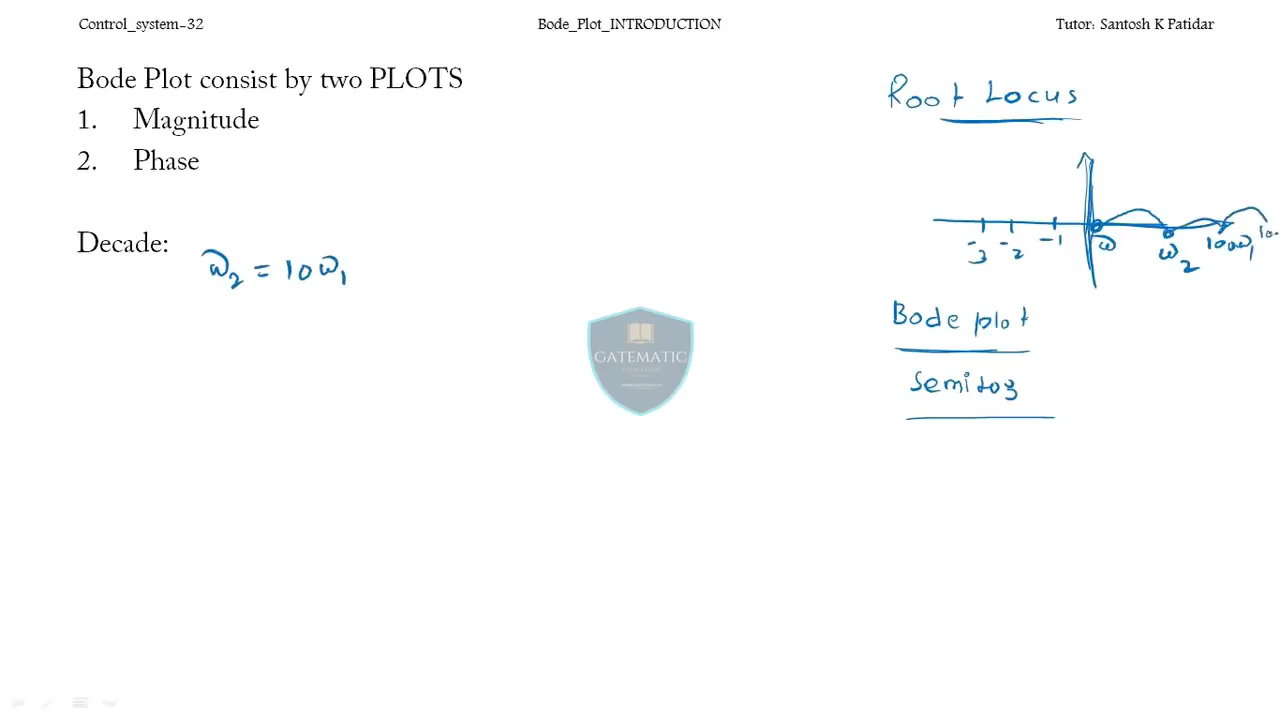 Control_system-32 Bode_Plot_INTRODUCTION Tutor: Santosh K Patidar
Bode Plot consist by two PLOTS
1. Magnitude
2. Phase
Decade:
ω2 = 10ω1
Root Locus
-3 -2 -1 ω ω2 100ω1 10
Bode plot
Semilog
GATEMATIC